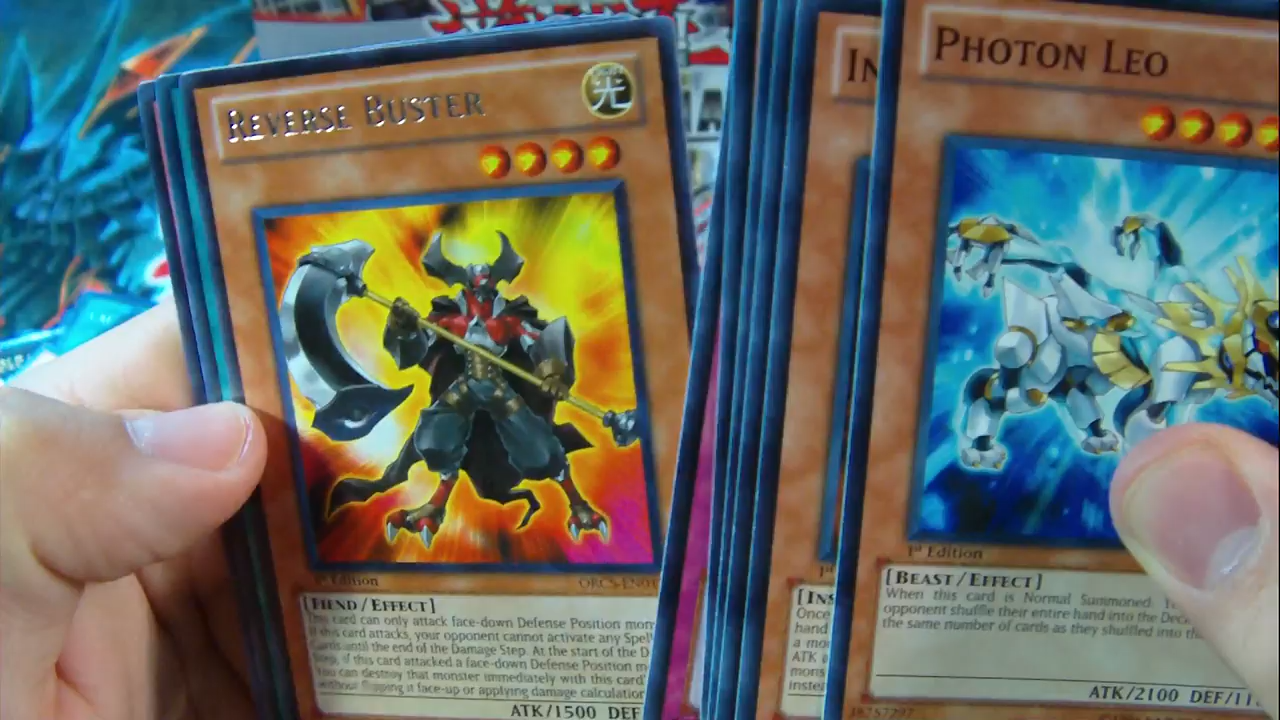 REVERSE BUSTER
光
1st Edition
ORCS-EN01
[FIEND/EFFECT]
This card can only attack face-down Defense Position mon
If this card attacks, your opponent cannot activate any Spell
Cards until the end of the Damage Step. At the start of the D
Step, if this card attacked a face-down Defense Position m
You can destroy that monster immediately with this card
without flipping it face-up or applying damage calculation
ATK/1500 DEF
IN
[INS
Once
hand
a mo
ATK
mons
instea
PHOTON LEO
1st Edition
[BEAST/EFFECT]
When this card is Normal Summoned: Yo
opponent shuffle their entire hand into the Deck
the same number of cards as they shuffled into th
ATK/2100 DEF/11